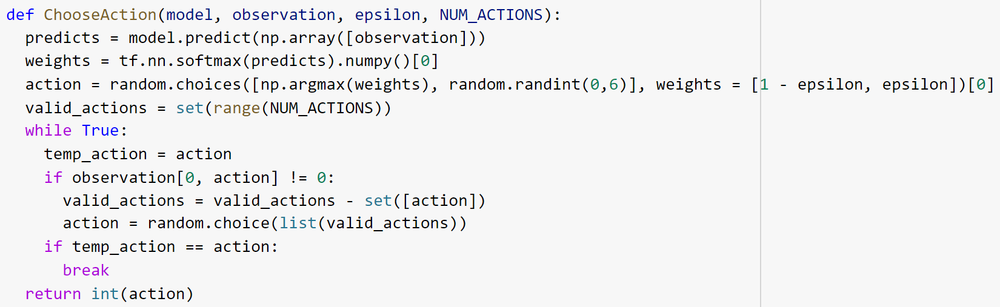 def ChooseAction(model, observation, epsilon, NUM_ACTIONS):
  predicts = model.predict(np.array([observation]))
  weights = tf.nn.softmax(predicts).numpy()[0]
  action = random.choices([np.argmax(weights), random.randint(0,6)], weights = [1 - epsilon, epsilon])[0]
  valid_actions = set(range(NUM_ACTIONS))
  while True:
    temp_action = action
    if observation[0, action] != 0:
      valid_actions = valid_actions - set([action])
      action = random.choice(list(valid_actions))
    if temp_action == action:
      break
  return int(action)